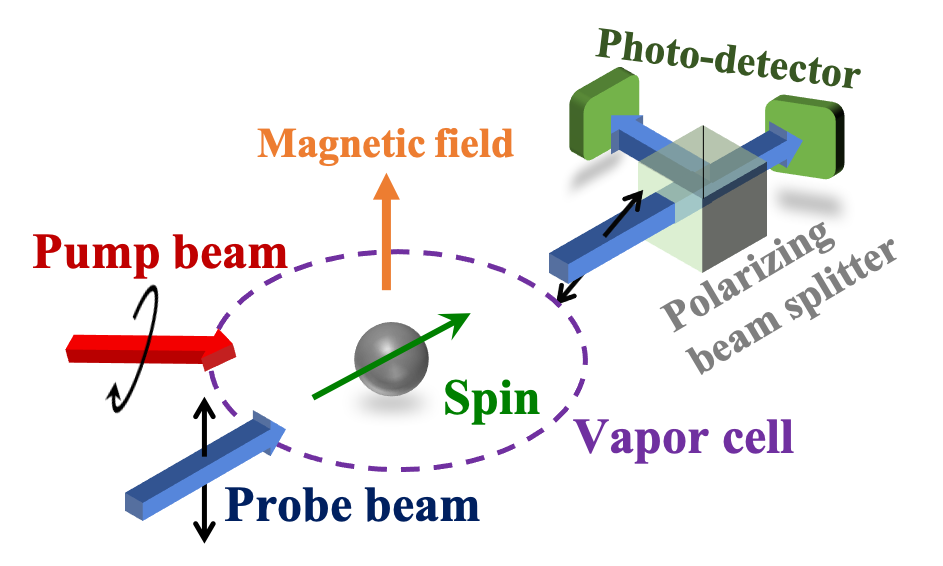 Photo-detector
Magnetic field
Pump beam
Polarizing
beam splitter
Spin
Vapor cell
Probe beam